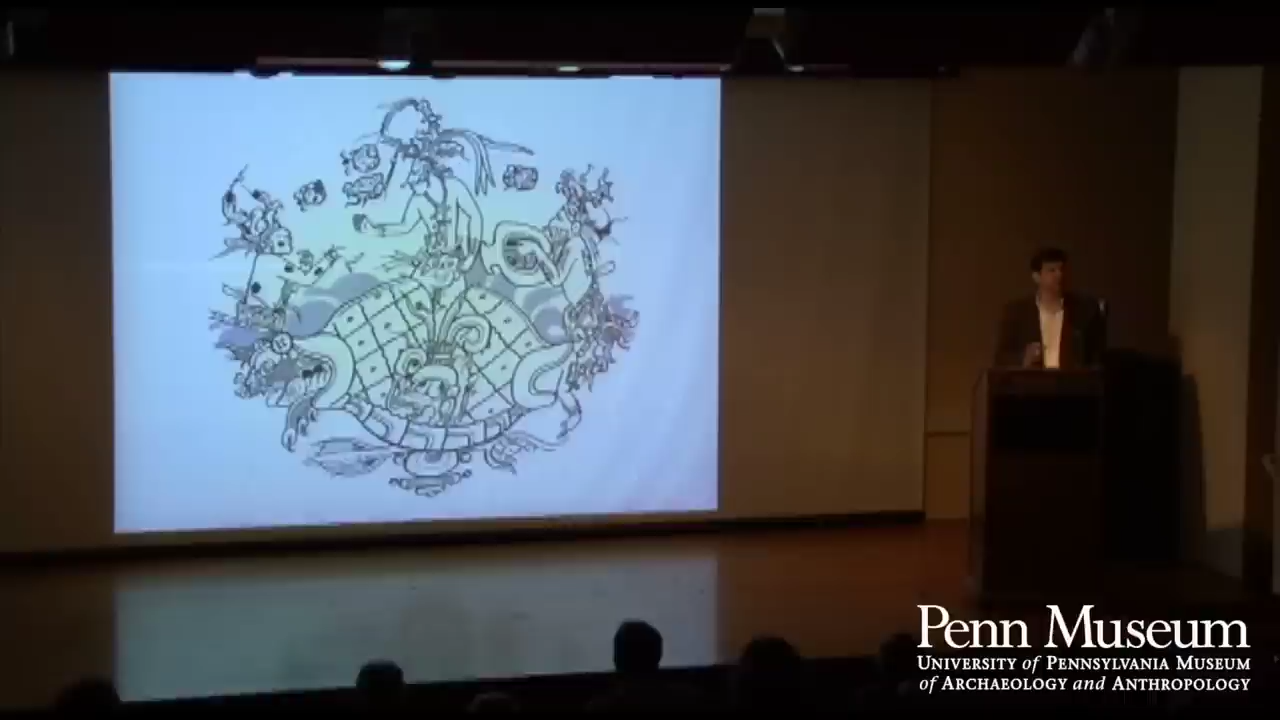 Penn Museum
UNIVERSITY of PENNSYLVANIA MUSEUM
of ARCHAEOLOGY and ANTHROPOLOGY